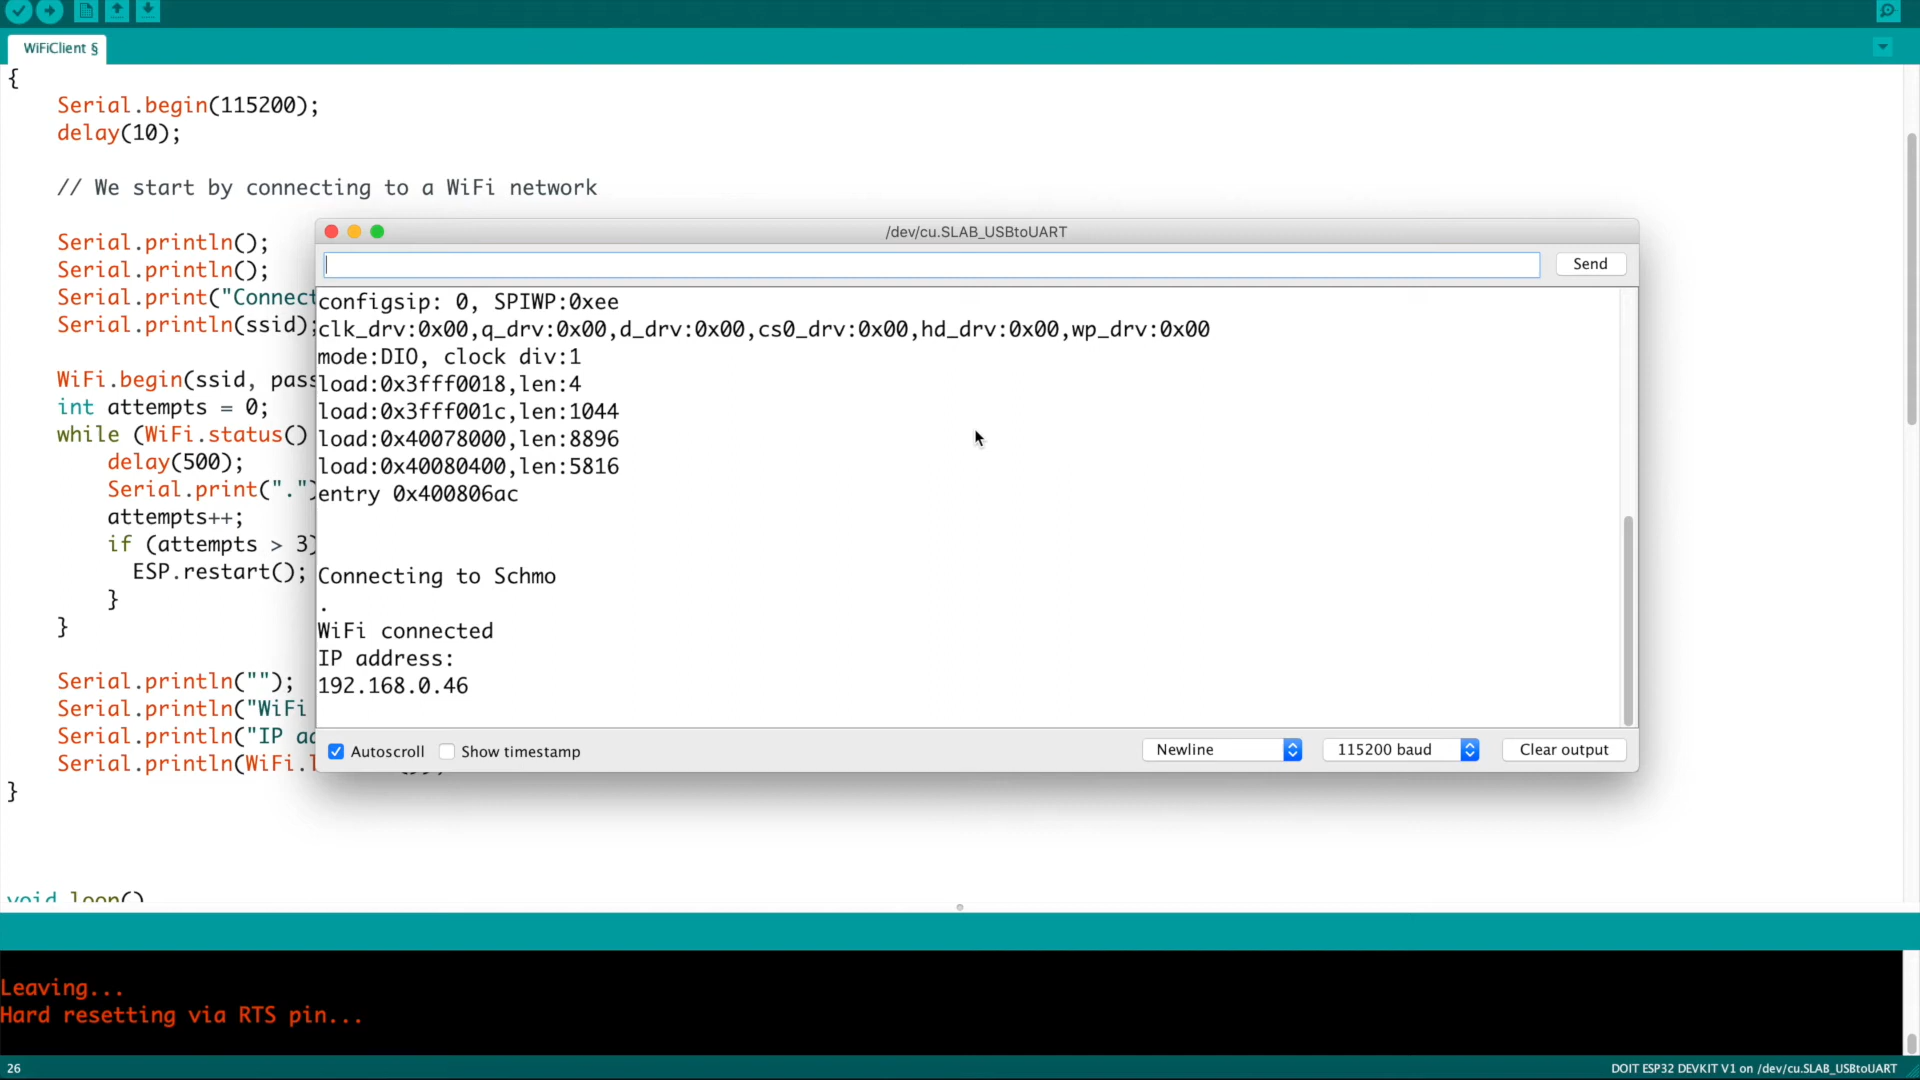 WiFiClient §
{
Serial.begin(115200);
delay(10);
// We start by connecting to a WiFi network
Serial.println();
Serial.println();
Serial.print("Connect
Serial.println(ssid);
WiFi.begin(ssid, pass
int attempts = 0;
while (WiFi.status()
delay(500);
Serial.print(".")
attempts++;
if (attempts > 3)
ESP.restart();
}
}
Serial.println("");
Serial.println("WiFi
Serial.println("IP ad
Serial.println(WiFi.l
}
void loop()
/dev/cu.SLAB_USBtoUART
Send
configsip: 0, SPIWP:0xee
clk_drv:0x00,q_drv:0x00,d_drv:0x00,cs0_drv:0x00,hd_drv:0x00,wp_drv:0x00
mode:DIO, clock div:1
load:0x3fff0018,len:4
load:0x3fff001c,len:1044
load:0x40078000,len:8896
load:0x40080400,len:5816
entry 0x400806ac
Connecting to Schmo
.
WiFi connected
IP address:
192.168.0.46
Autoscroll Show timestamp Newline 115200 baud Clear output
Leaving...
Hard resetting via RTS pin...
26 DOIT ESP32 DEVKIT V1 on /dev/cu.SLAB_USBtoUART